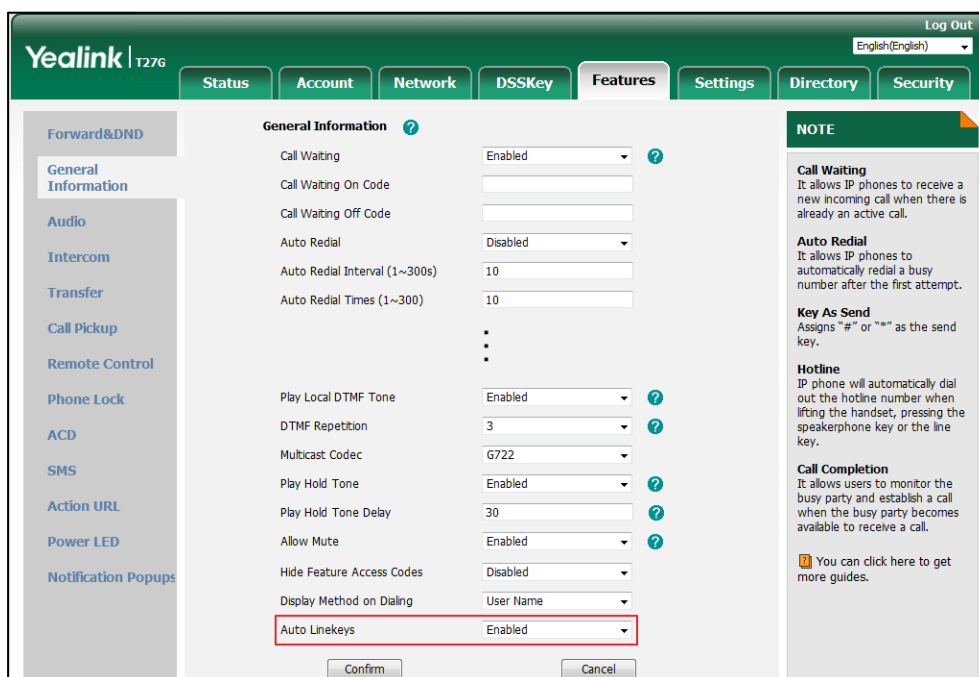 Log Out
English(English)
Yealink T27G
Status Account Network DSSKey Features Settings Directory Security
Forward&DND
General
Information
Audio
Intercom
Transfer
Call Pickup
Remote Control
Phone Lock
ACD
SMS
Action URL
Power LED
Notification Popups
General Information ?
Call Waiting Enabled ?
Call Waiting On Code
Call Waiting Off Code
Auto Redial Disabled
Auto Redial Interval (1~300s) 10
Auto Redial Times (1~300) 10
Play Local DTMF Tone Enabled ?
DTMF Repetition 3 ?
Multicast Codec G722
Play Hold Tone Enabled ?
Play Hold Tone Delay 30 ?
Allow Mute Enabled ?
Hide Feature Access Codes Disabled
Display Method on Dialing User Name
Auto Linekeys Enabled
Confirm Cancel
NOTE
Call Waiting
It allows IP phones to receive a
new incoming call when there is
already an active call.
Auto Redial
It allows IP phones to
automatically redial a busy
number after the first attempt.
Key As Send
Assigns "#" or "*" as the send
key.
Hotline
IP phone will automatically dial
out the hotline number when
lifting the handset, pressing the
speakerphone key or the line
key.
Call Completion
It allows users to monitor the
busy party and establish a call
when the busy party becomes
available to receive a call.
? You can click here to get
more guides.